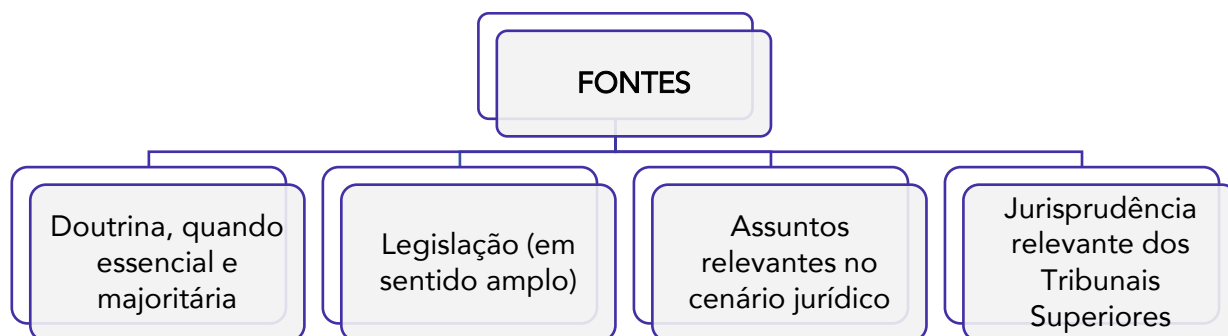 FONTES
Doutrina, quando
essencial e
majoritária
Legislação (em
sentido amplo)
Assuntos
relevantes no
cenário jurídico
Jurisprudência
relevante dos
Tribunais
Superiores